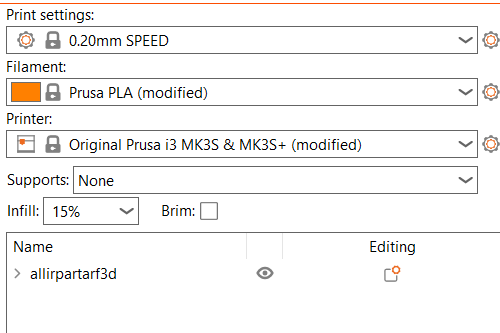 Print settings:
0.20mm SPEED
Filament:
Prusa PLA (modified)
Printer:
Original Prusa i3 MK3S & MK3S+ (modified)
Supports: None
Infill: 15% Brim:
Name Editing
allirpartarf3d